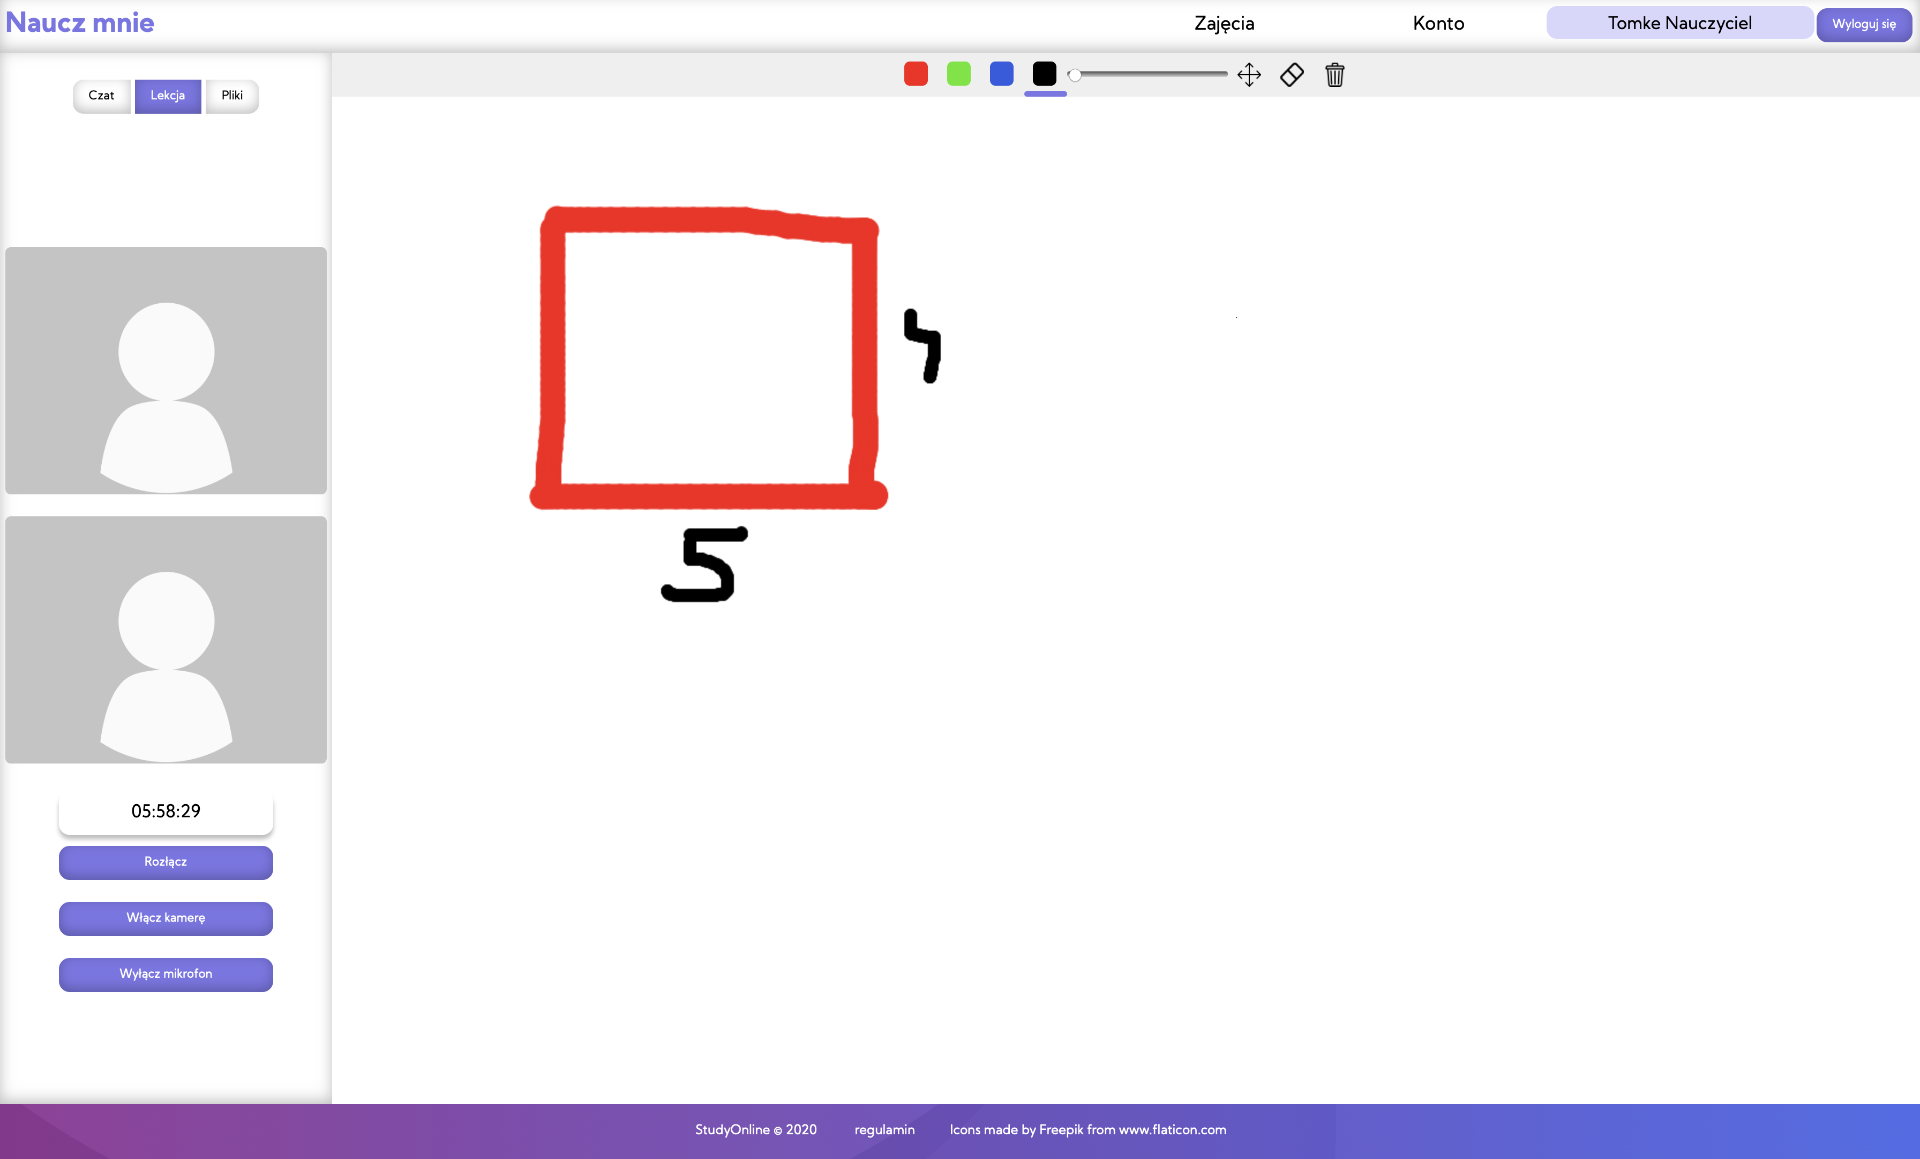 Naucz mnie
Zajęcia
Konto
Tomke Nauczyciel
Wyloguj się
Czat
Lekcja
Pliki
4
5
05:58:29
Rozłącz
Włącz kamerę
Wyłącz mikrofon
StudyOnline © 2020 regulamin Icons made by Freepik from www.flaticon.com